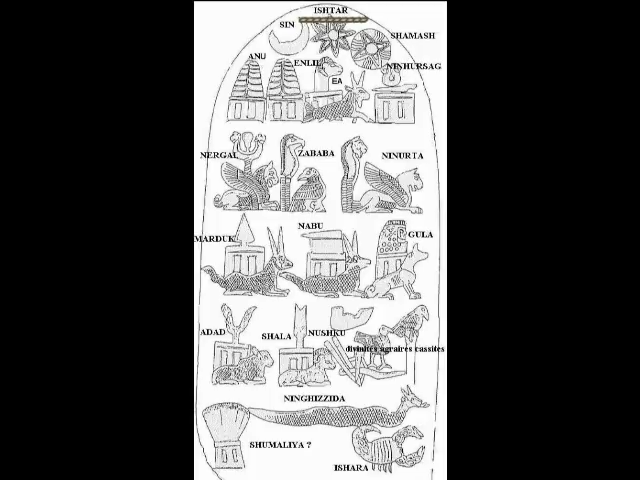 ISHTAR
SIN
SHAMASH
ANU
ENLIL
NINHURSAG
EA
NERGAL
ZABABA
NINURTA
MARDUK
NABU
GULA
ADAD
SHALA
NUSHKU
divinités agraires cassites
NINGHIZZIDA
SHUMALIYA ?
ISHARA